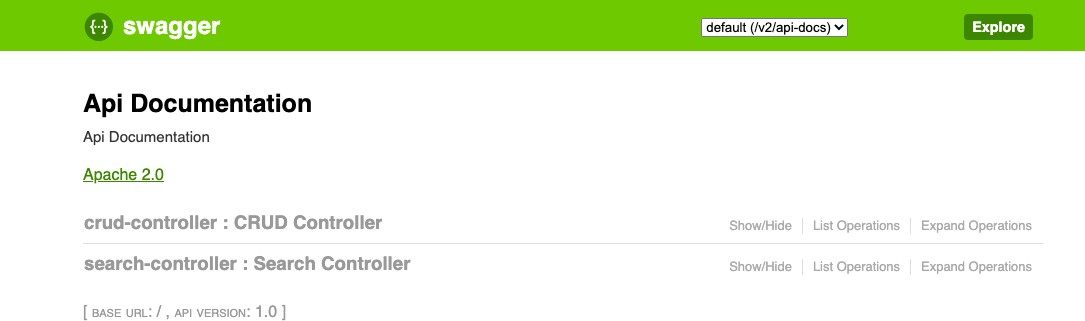 {···} swagger default (/v2/api-docs) Explore
Api Documentation
Api Documentation
Apache 2.0
crud-controller : CRUD Controller Show/Hide List Operations Expand Operations
search-controller : Search Controller Show/Hide List Operations Expand Operations
[ BASE URL: / , API VERSION: 1.0 ]